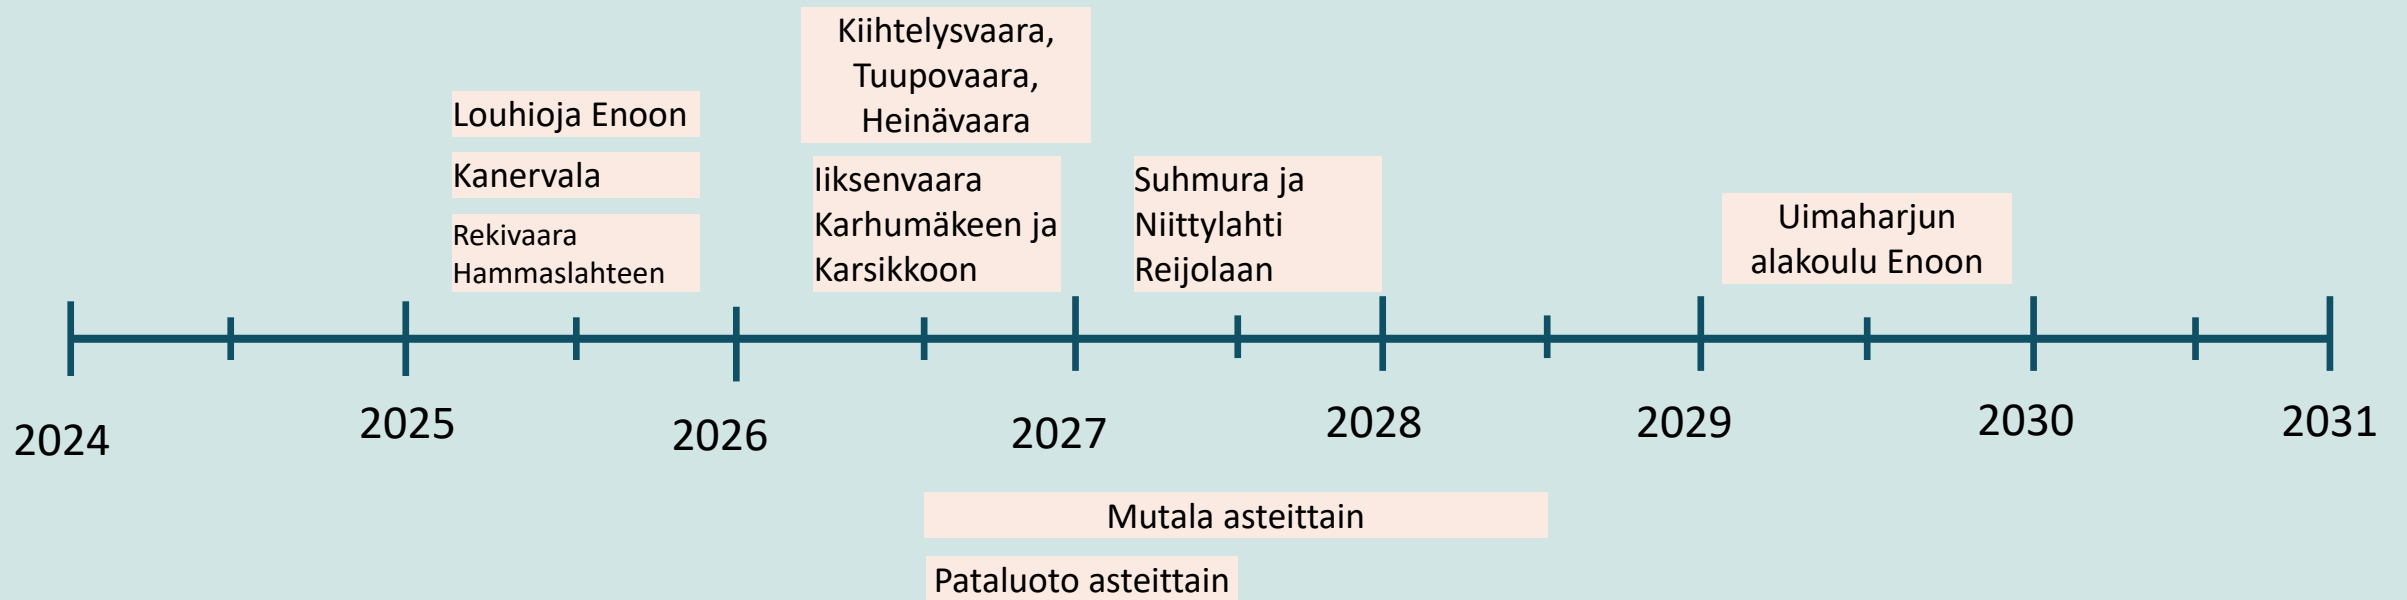 Kiihtelysvaara,
Tuupovaara,
Heinävaara
Louhioja Enoon
Kanervala
Rekivaara
Hammaslahteen
Iiksenvaara
Karhumäkeen ja
Karsikkoon
Suhmura ja
Niittylahti
Reijolaan
Uimaharjun
alakoulu Enoon
2024
2025
2026
2027
2028
2029
2030
2031
Mutala asteittain
Pataluoto asteittain